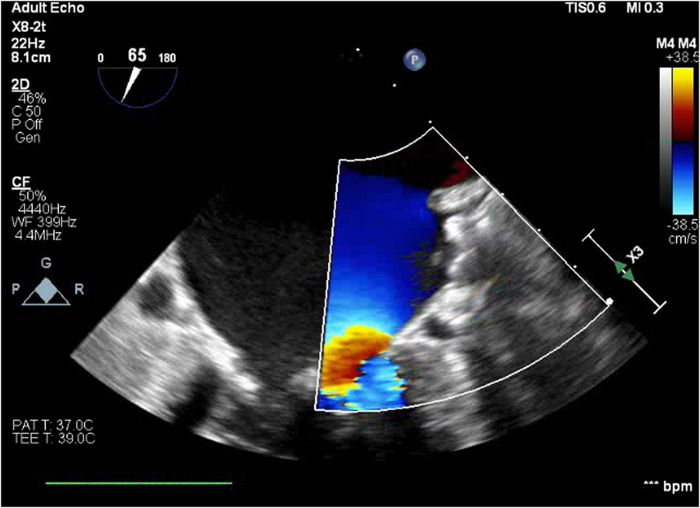 Adult Echo
TIS0.6 MI 0.3
X8-2t
22Hz
8.1cm
0 65 180
P
M4 M4
+38.5
2D
46%
C 50
P Off
Gen
CF
50%
4440Hz
WF 399Hz
4.4MHz
-38.5
cm/s
X3
G
P R
PAT T: 37.0C
TEE T: 39.0C
*** bpm